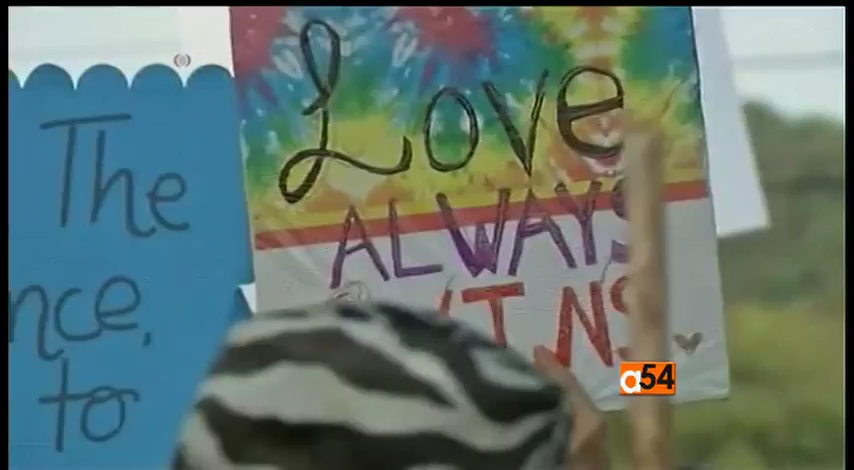 The
nce,
to
Love
ALWAYS
a54